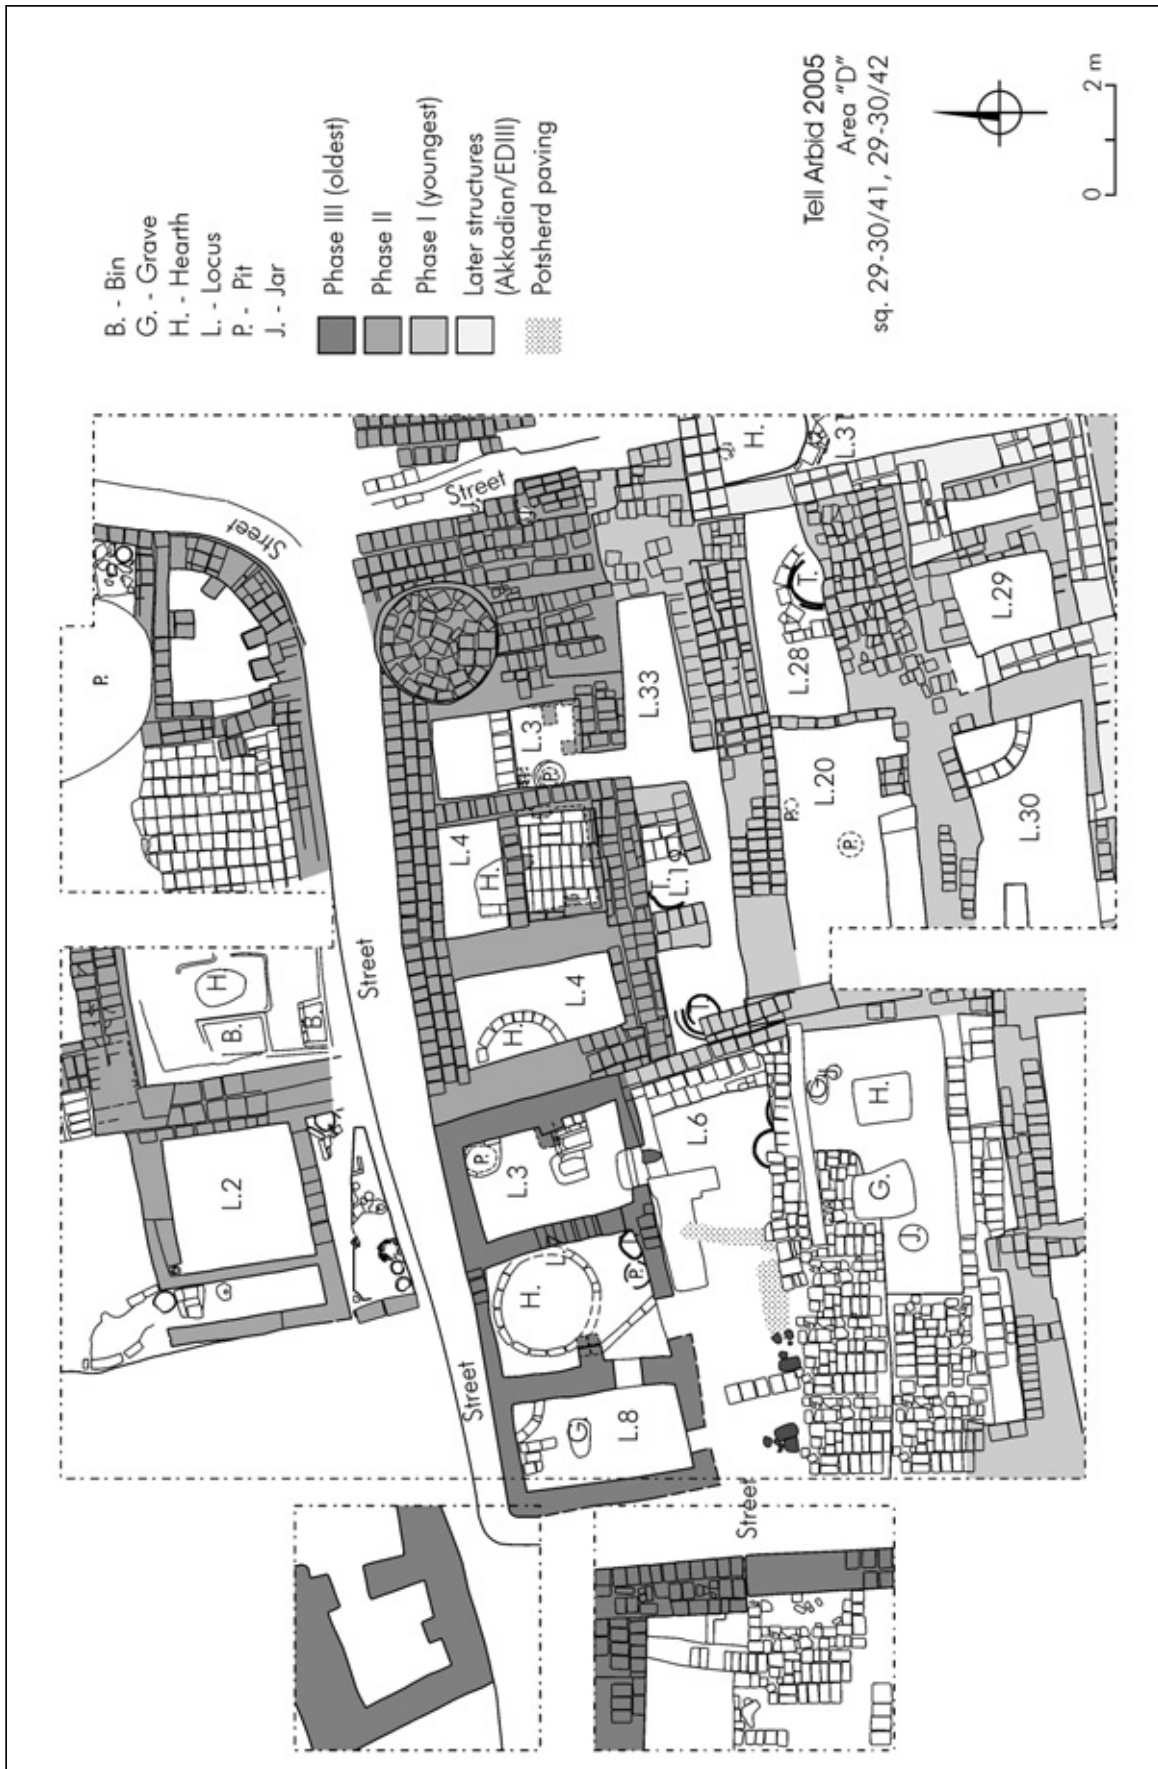 B. - Bin
G. - Grave
H. - Hearth
L. - Locus
P. - Pit
J. - Jar
Phase III (oldest)
Phase II
Phase I (youngest)
Later structures
(Akkadian/EDIII)
Potsherd paving
Tell Arbid 2005
Area "D"
sq. 29-30/41, 29-30/42
0
2 m
P.
Street
Street
H.
B.
B.
Street
L.2
Street
Street
L.8
G.
H.
L
P.
L.3
P.
L.4
H.
L.4
H.
L.3
P.
L.33
L.19
T.
T.
L.6
L.28
T.
H.
L.31
L.20
P.
P.
L.29
L.30
G.
H.
G.
J.